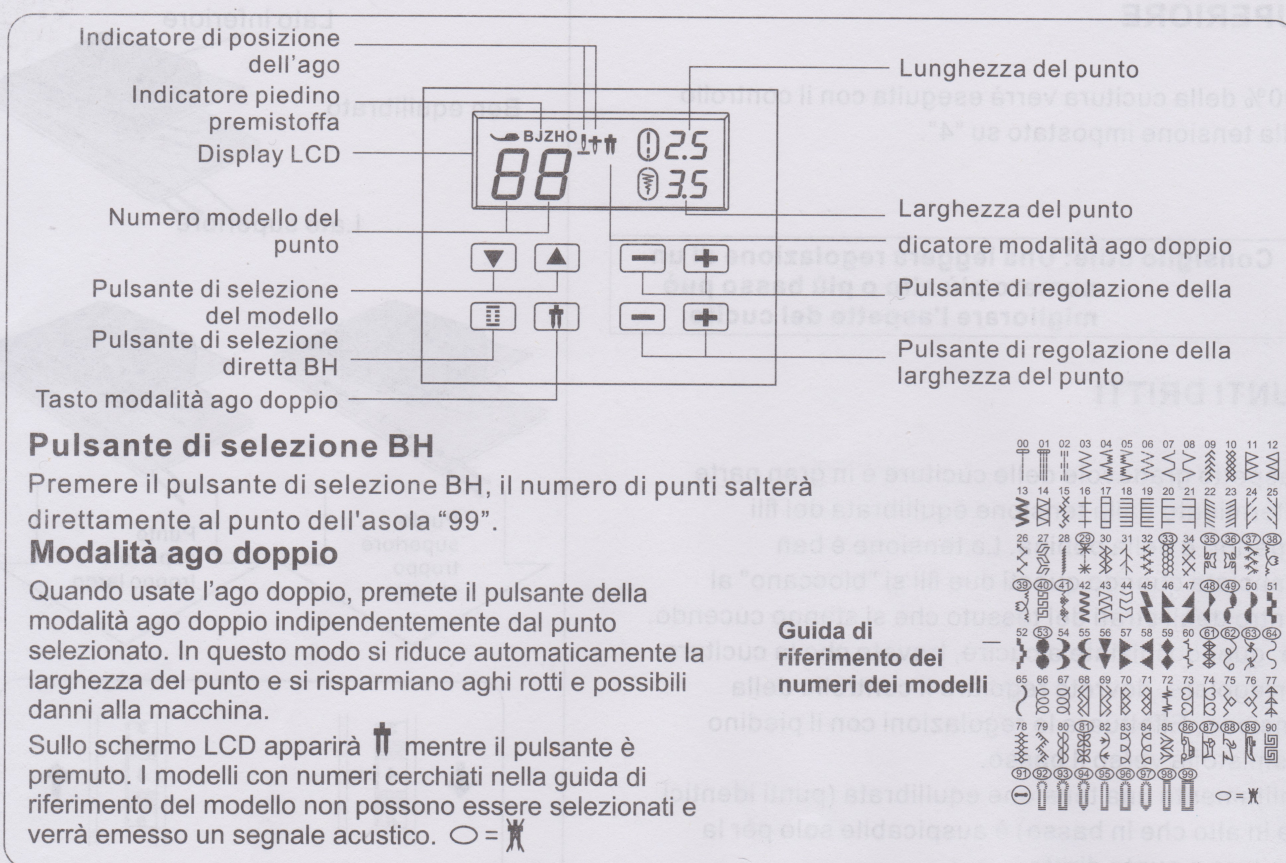 Indicatore di posizione
dell'ago
Indicatore piedino
premistoffa
Display LCD
Numero modello del
punto
Pulsante di selezione
del modello
Pulsante di selezione
diretta BH
Tasto modalità ago doppio
BJZHO
88
2.5
3.5
Lunghezza del punto
Larghezza del punto
dicatore modalità ago doppio
Pulsante di regolazione della
Pulsante di regolazione della
larghezza del punto
Pulsante di selezione BH
Premere il pulsante di selezione BH, il numero di punti salterà
direttamente al punto dell'asola “99”.
Modalità ago doppio
Quando usate l'ago doppio, premete il pulsante della
modalità ago doppio indipendentemente dal punto
selezionato. In questo modo si riduce automaticamente la
larghezza del punto e si risparmiano aghi rotti e possibili
danni alla macchina.
Sullo schermo LCD apparirà mentre il pulsante è
premuto. I modelli con numeri cerchiati nella guida di
riferimento del modello non possono essere selezionati e
verrà emesso un segnale acustico. =
Guida di
riferimento dei
numeri dei modelli
00 01 02 03 04 05 06 07 08 09 10 11 12
13 14 15 16 17 18 19 20 21 22 23 24 25
26 27 28 29 30 31 32 33 34 35 36 37 38
39 40 41 42 43 44 45 46 47 48 49 50 51
52 53 54 55 56 57 58 59 60 61 62 63 64
65 66 67 68 69 70 71 72 73 74 75 76 77
78 79 80 81 82 83 84 85 86 87 88 89 90
91 92 93 94 95 96 97 98 99
=